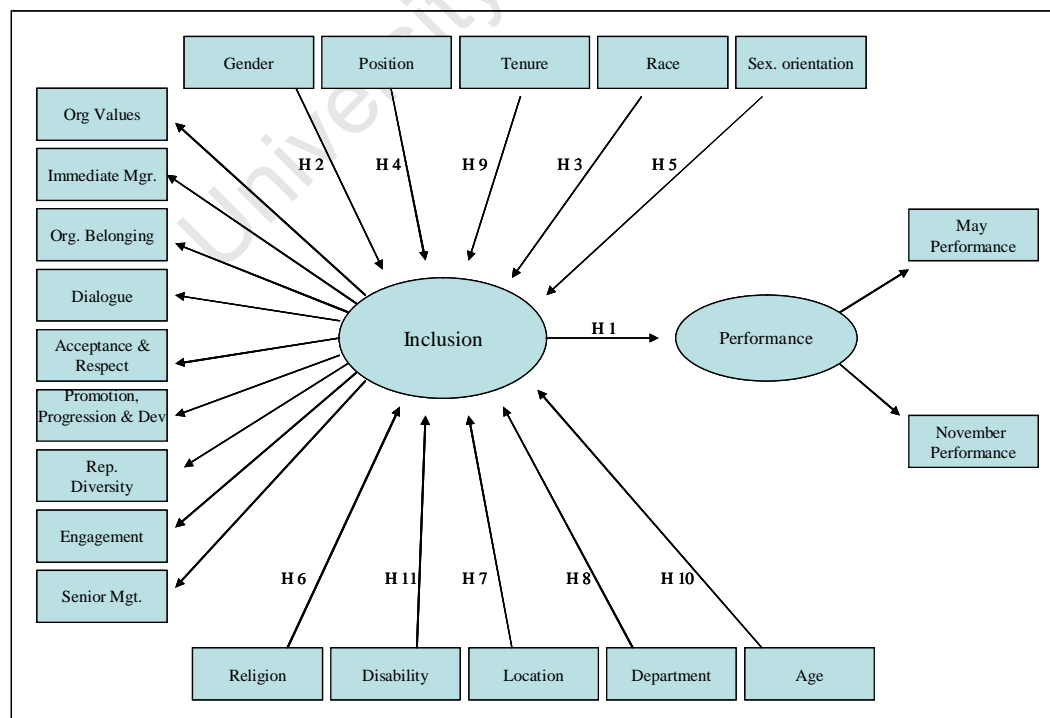 University
Gender
Position
Tenure
Race
Sex. orientation
Org Values
Immediate Mgr.
Org. Belonging
Dialogue
Acceptance &
Respect
Promotion,
Progression & Dev
Rep.
Diversity
Engagement
Senior Mgt.
H 2
H 4
H 9
H 3
H 5
Inclusion
H 1
Performance
May
Performance
November
Performance
H 6
H 11
H 7
H 8
H 10
Religion
Disability
Location
Department
Age